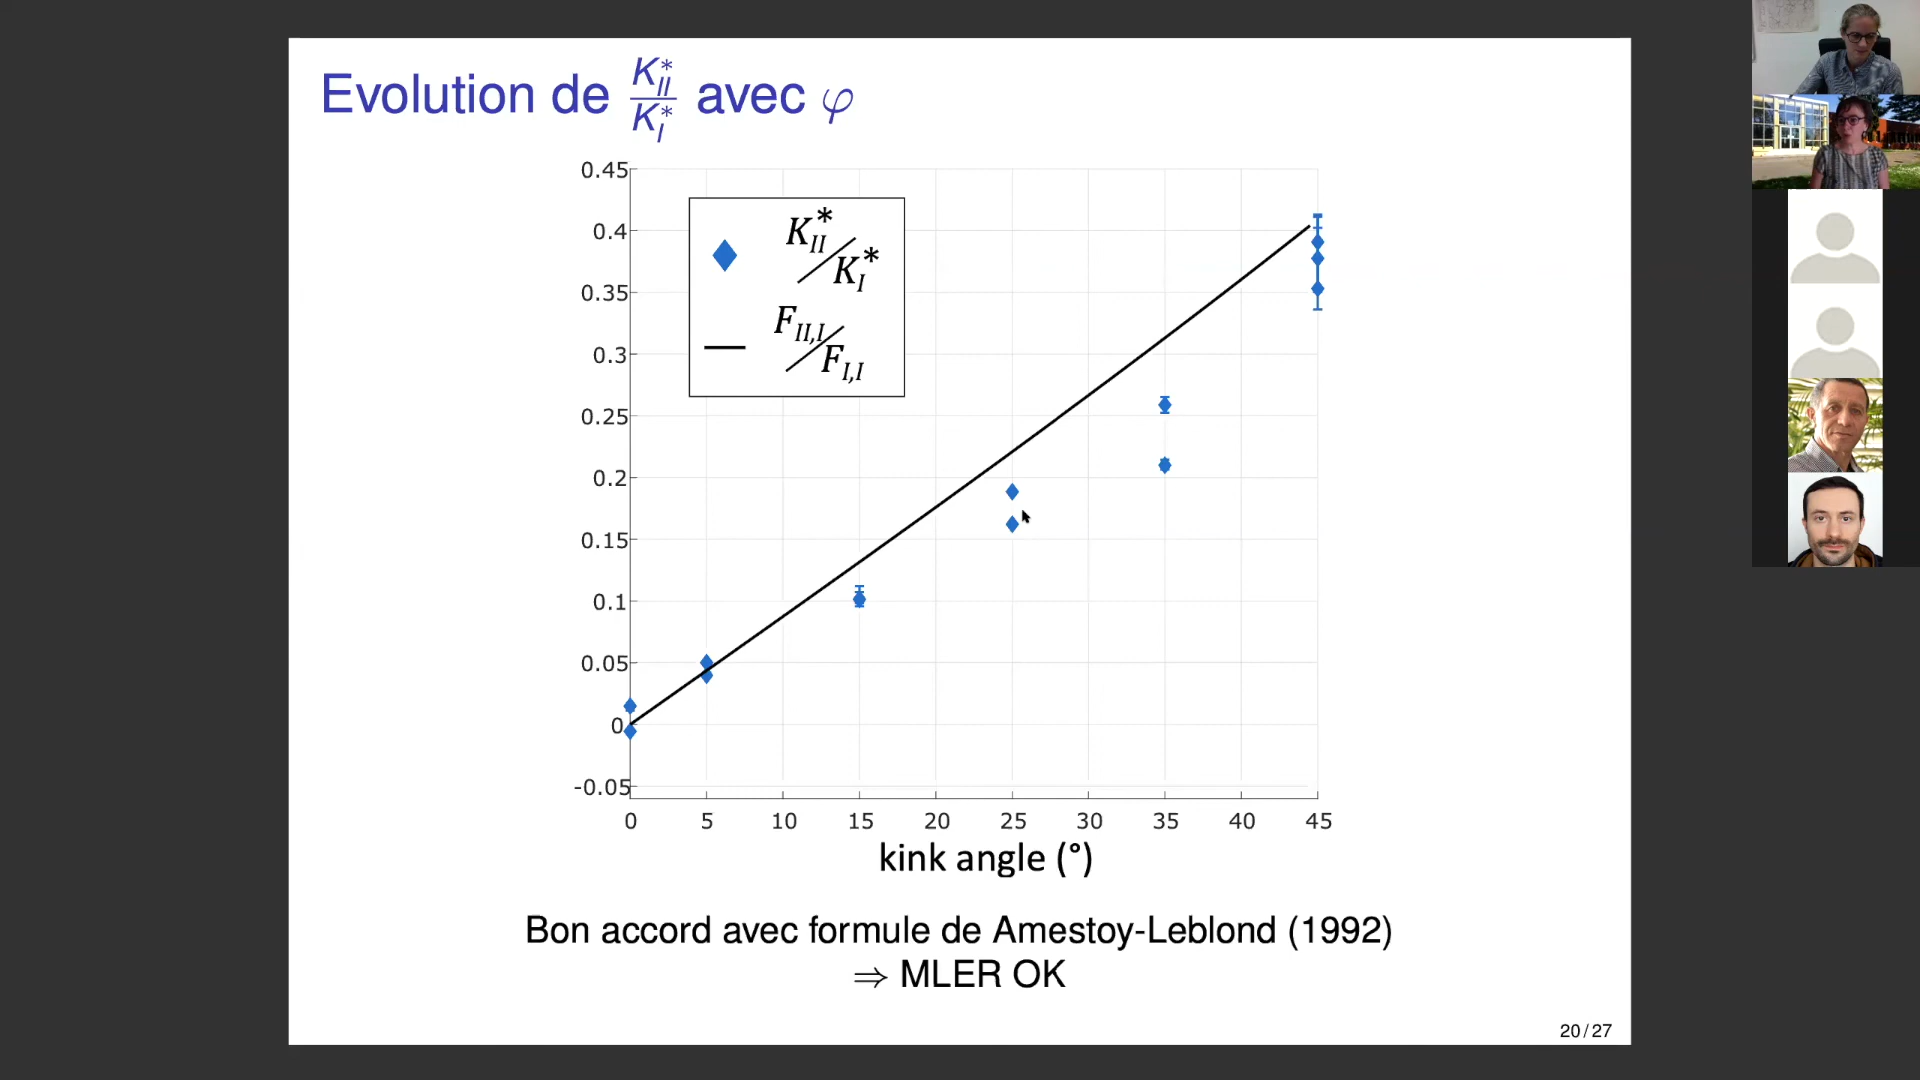 Evolution de K*II/K*I avec φ
0.45
0.4
0.35
0.3
0.25
0.2
0.15
0.1
0.05
0
-0.05
K*II/K*I
FII,I/FI,I
0 5 10 15 20 25 30 35 40 45
kink angle (°)
Bon accord avec formule de Amestoy-Leblond (1992)
⇒ MLER OK
20/27